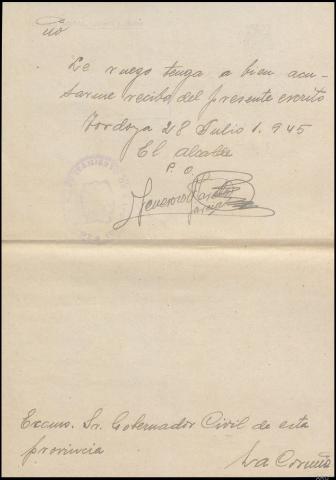 Le ruego tenga a bien acu-
sarme recibo del presente escrito
Tordoya 28 Julio 1.945
El Alcalde
P. O.
Excmo. Sr. Gobernador Civil de esta
provincia
La Coruña